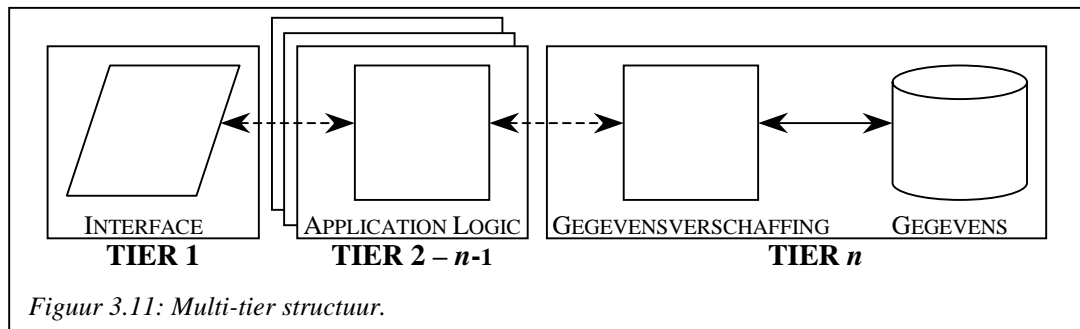 INTERFACE APPLICATION LOGIC GEGEVENSVERSCHAFFING GEGEVENS
TIER 1 TIER 2 – n-1 TIER n
Figuur 3.11: Multi-tier structuur.